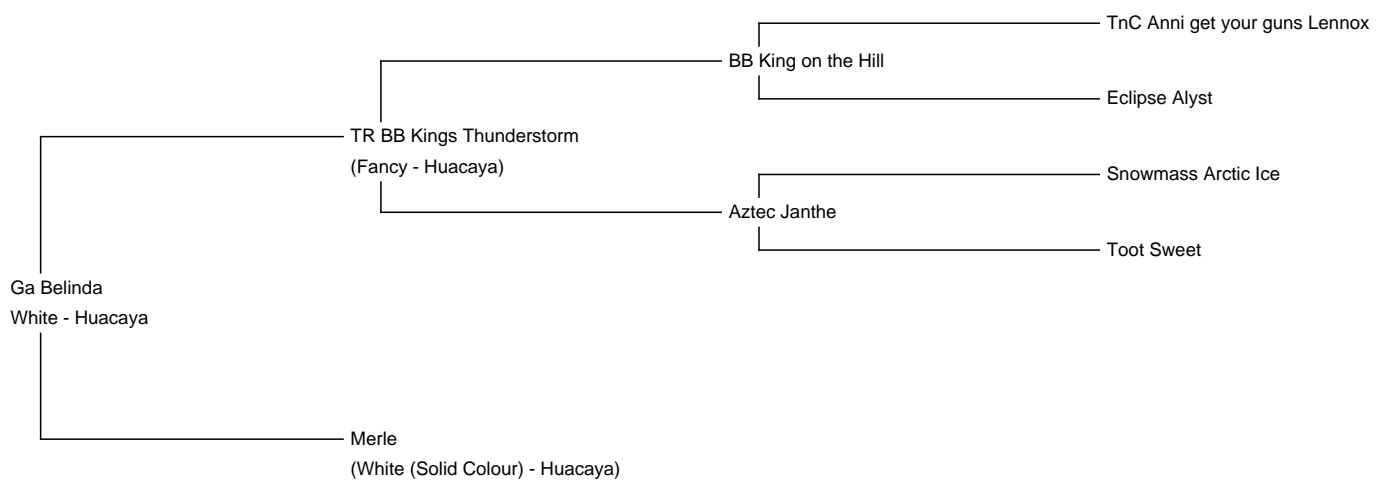 TnC Anni get your guns Lennox
BB King on the Hill
Eclipse Alyst
TR BB Kings Thunderstorm
(Fancy - Huacaya)
Snowmass Arctic Ice
Aztec Janthe
Toot Sweet
Ga Belinda
White - Huacaya
Merle
(White (Solid Colour) - Huacaya)